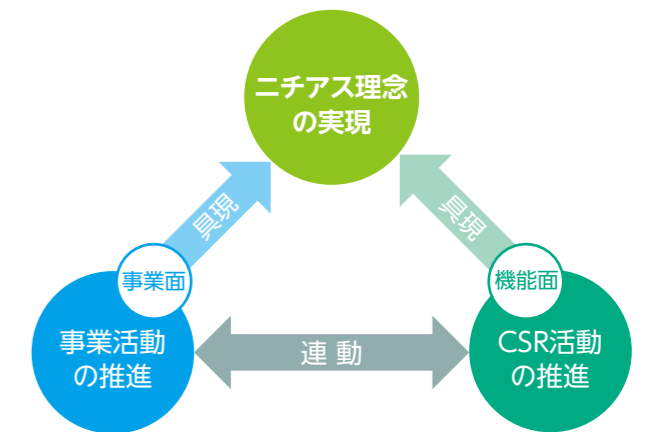 ニチアス理念
の実現
具現
具現
事業面
機能面
事業活動
の推進
連動
CSR活動
の推進